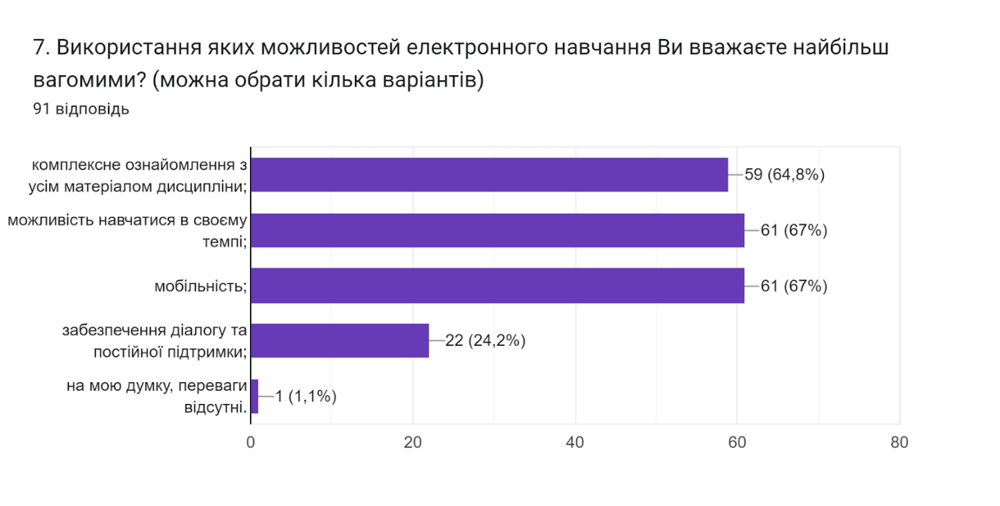 7. Використання яких можливостей електронного навчання Ви вважаєте найбільш
вагомими? (можна обрати кілька варіантів)
91 відповідь
комплексне ознайомлення з
усім матеріалом дисципліни;
59 (64,8%)
можливість навчатися в своєму
темпі;
61 (67%)
мобільність;
61 (67%)
забезпечення діалогу та
постійної підтримки;
22 (24,2%)
на мою думку, переваги
відсутні.
1 (1,1%)
0 20 40 60 80